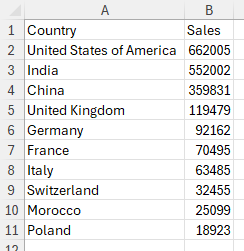 A B
1 Country Sales
2 United States of America 662005
3 India 552002
4 China 359831
5 United Kingdom 119479
6 Germany 92162
7 France 70495
8 Italy 63485
9 Switzerland 32455
10 Morocco 25099
11 Poland 18923